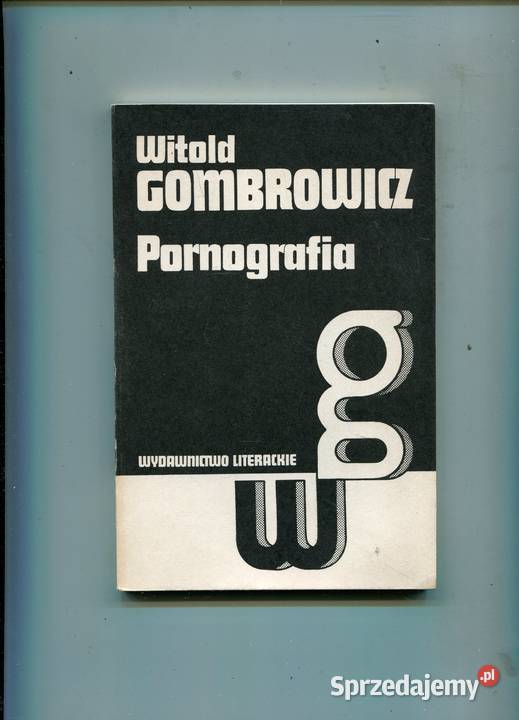 Witold
GOMBROWICZ
Pornografia
g
WYDAWNICTWO LITERACKIE
w
Sprzedajemy.pl